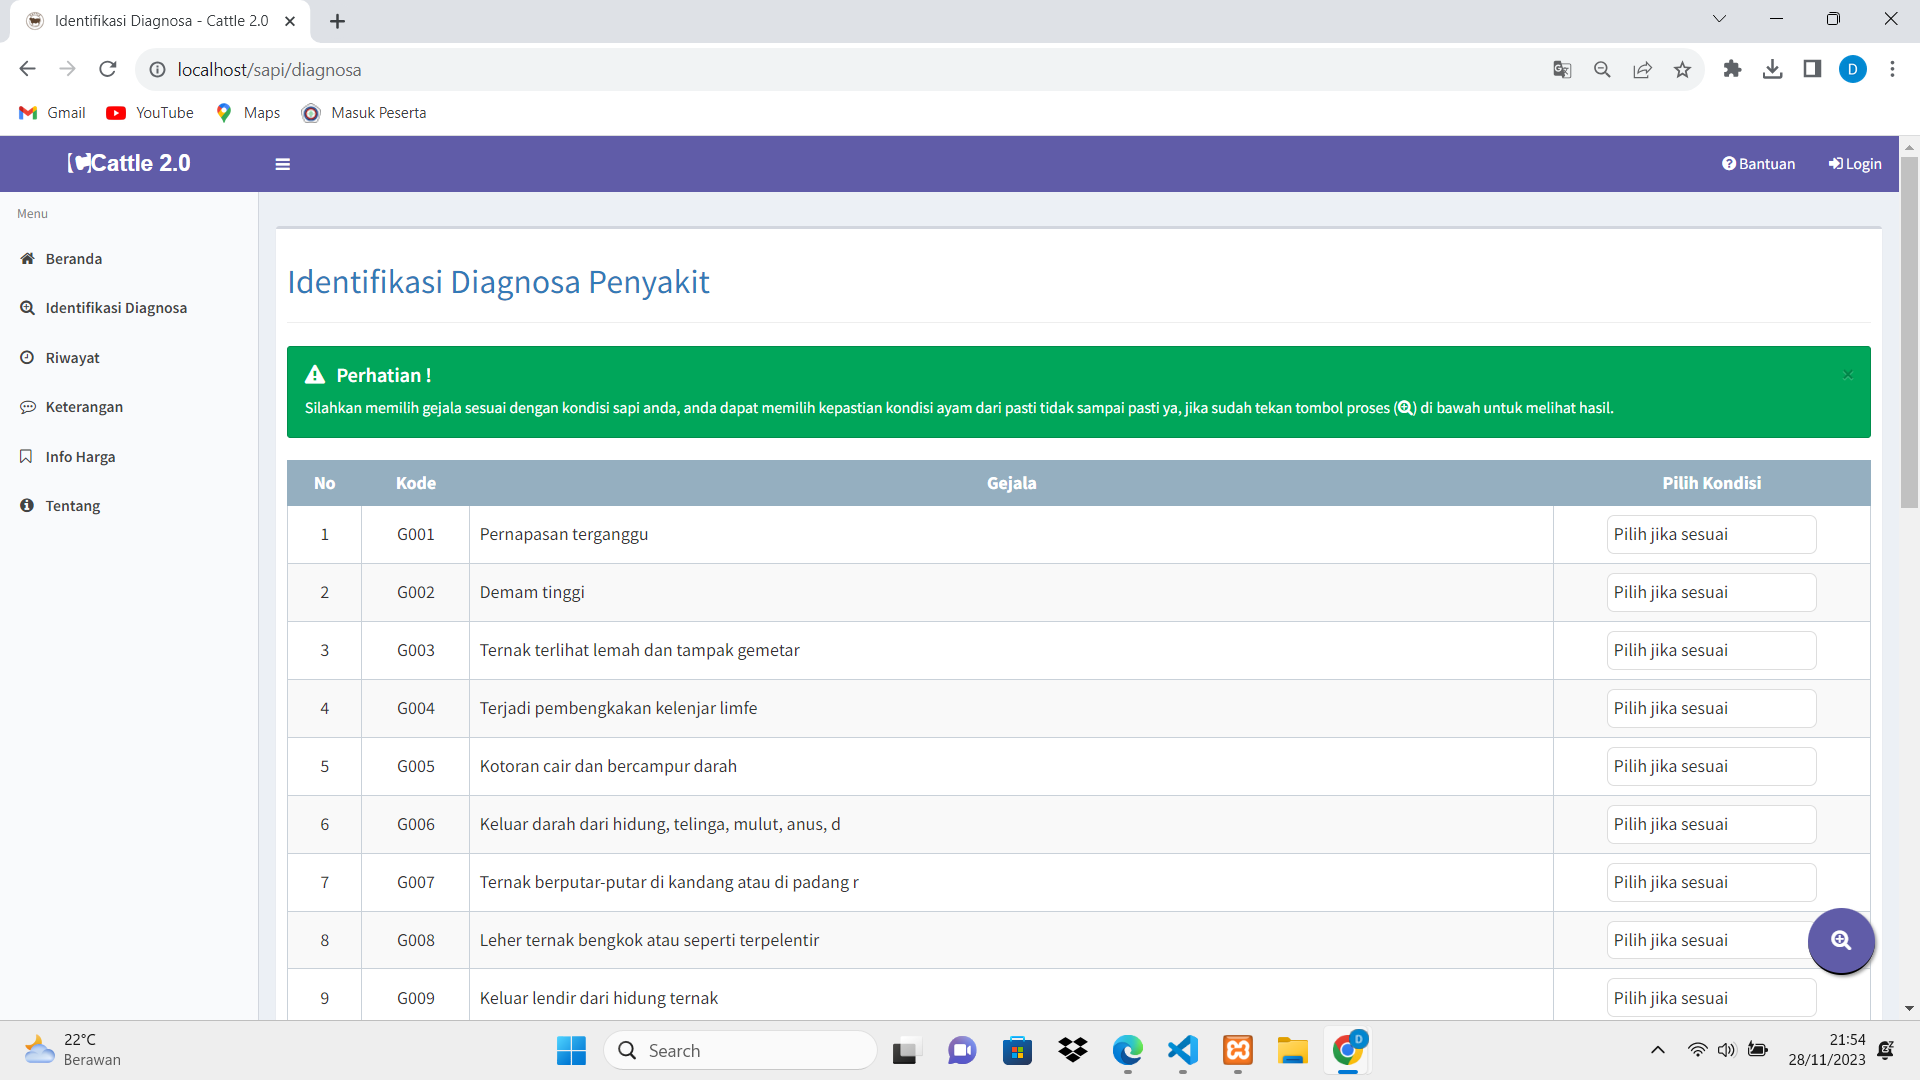 Identifikasi Diagnosa - Cattle 2.0
localhost/sapi/diagnosa
D
Gmail YouTube Maps Masuk Peserta
Cattle 2.0
Bantuan Login
Menu
Beranda
Identifikasi Diagnosa
Riwayat
Keterangan
Info Harga
Tentang
Identifikasi Diagnosa Penyakit
Perhatian !
Silahkan memilih gejala sesuai dengan kondisi sapi anda, anda dapat memilih kepastian kondisi ayam dari pasti tidak sampai pasti ya, jika sudah tekan tombol proses ( ) di bawah untuk melihat hasil.
No Kode Gejala Pilih Kondisi
1 G001 Pernapasan terganggu Pilih jika sesuai
2 G002 Demam tinggi Pilih jika sesuai
3 G003 Ternak terlihat lemah dan tampak gemetar Pilih jika sesuai
4 G004 Terjadi pembengkakan kelenjar limfe Pilih jika sesuai
5 G005 Kotoran cair dan bercampur darah Pilih jika sesuai
6 G006 Keluar darah dari hidung, telinga, mulut, anus, d Pilih jika sesuai
7 G007 Ternak berputar-putar di kandang atau di padang r Pilih jika sesuai
8 G008 Leher ternak bengkok atau seperti terpelentir Pilih jika sesuai
9 G009 Keluar lendir dari hidung ternak Pilih jika sesuai
22°C
Berawan
Search
D
21:54
28/11/2023